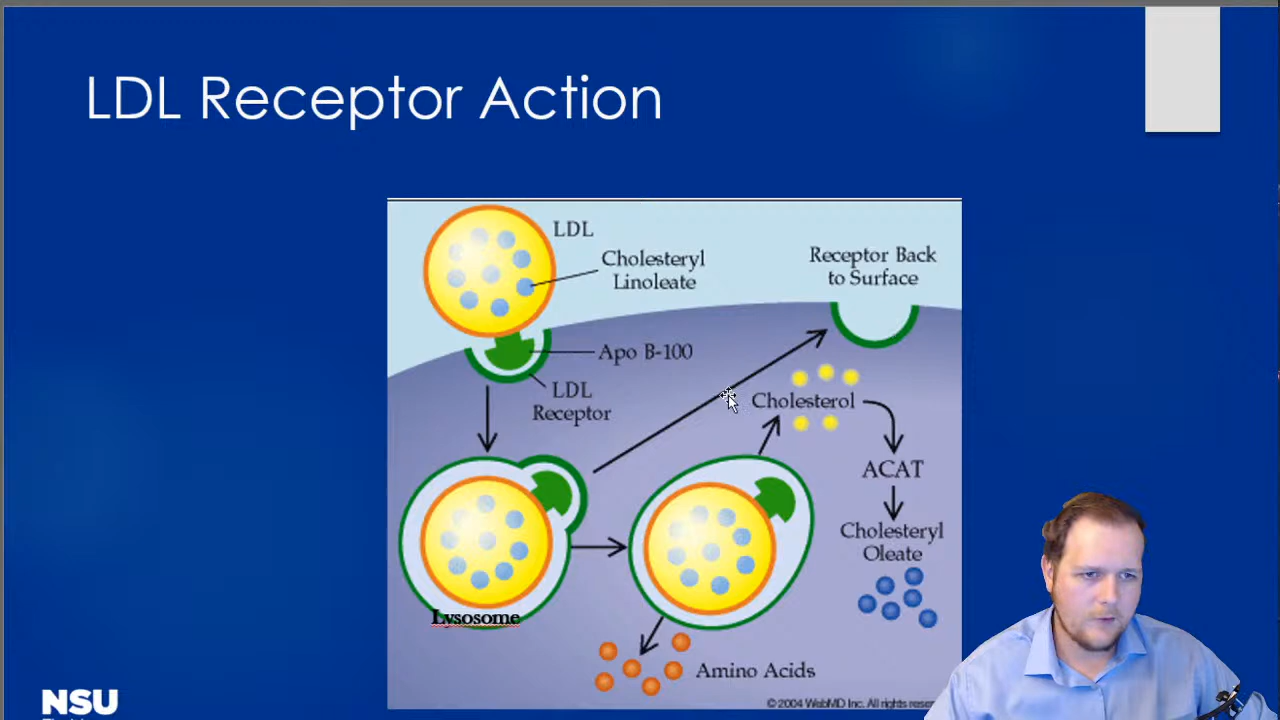 LDL Receptor Action
LDL
Cholesteryl
Linoleate
Receptor Back
to Surface
Apo B-100
LDL
Receptor
Cholesterol
ACAT
Cholesteryl
Oleate
Lysosome
Amino Acids
© 2004 WebMD Inc. All rights
NSU